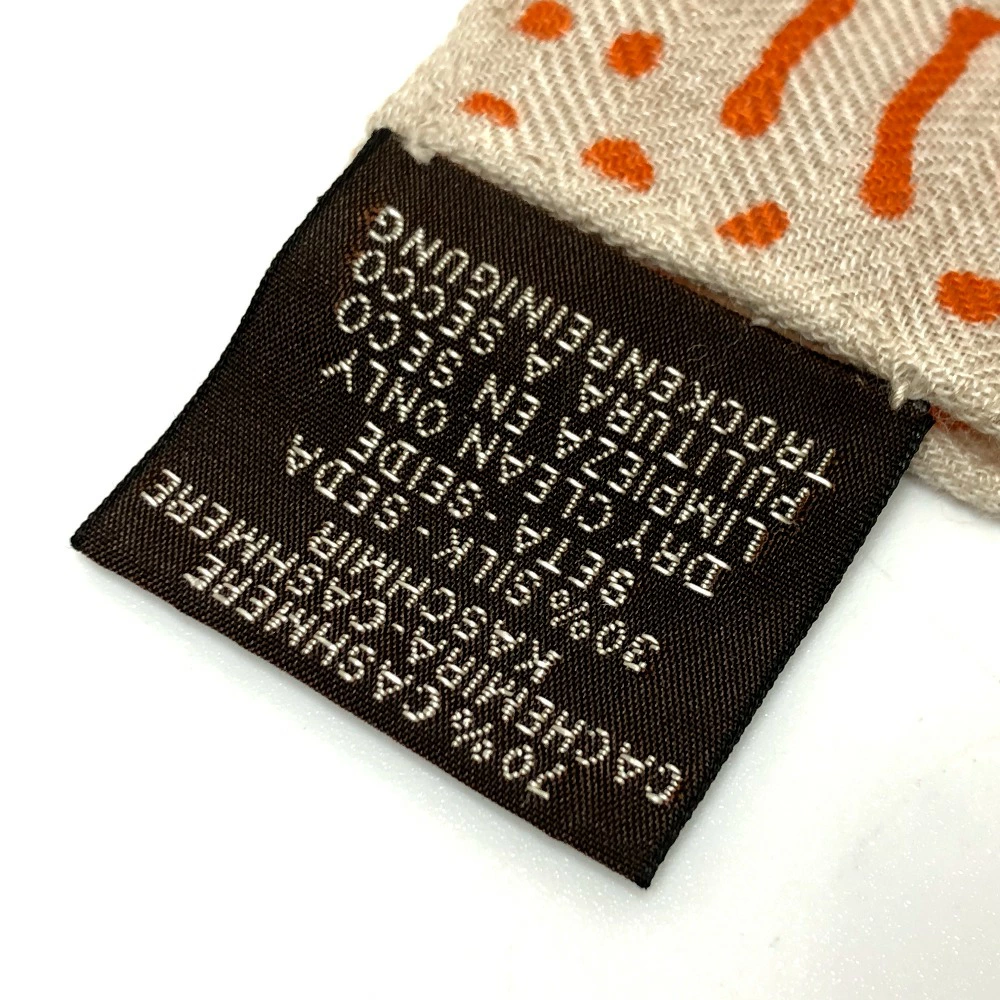 70% CASHMERE
CACHEMIRA-CASHMERE
KASCHMIR
30% SILK - SEDA
SETA - SEIDE
DRY CLEAN ONLY
LIMPIEZA EN SECO
PULITURA A SECCO
TROCKENREINIGUNG